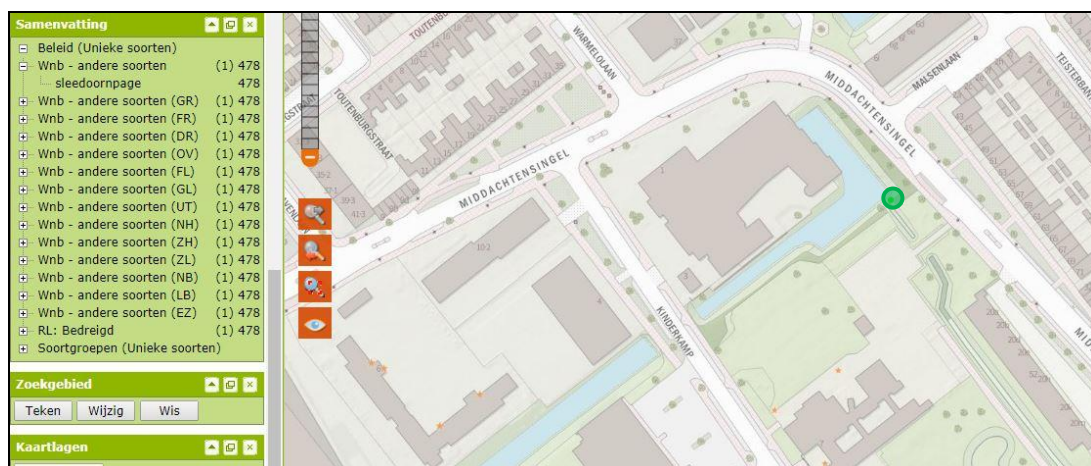 Samenvatting
Beleid (Unieke soorten)
Wnb - andere soorten (1) 478
sleedoornpage 478
Wnb - andere soorten (GR) (1) 478
Wnb - andere soorten (FR) (1) 478
Wnb - andere soorten (DR) (1) 478
Wnb - andere soorten (OV) (1) 478
Wnb - andere soorten (FL) (1) 478
Wnb - andere soorten (GL) (1) 478
Wnb - andere soorten (UT) (1) 478
Wnb - andere soorten (NH) (1) 478
Wnb - andere soorten (ZH) (1) 478
Wnb - andere soorten (ZL) (1) 478
Wnb - andere soorten (NB) (1) 478
Wnb - andere soorten (LB) (1) 478
Wnb - andere soorten (EZ) (1) 478
RL: Bedreigd (1) 478
Soortgroepen (Unieke soorten)
Zoekgebied
Teken Wijzig Wis
Kaartlagen
WARMELOLAAN
TOUTENBURGSTRAAT
MIDDACHTENSINGEL
MIDDACHTENSINGEL
MALSENLAAN
KINDERKAMP
10-2
1
3
4